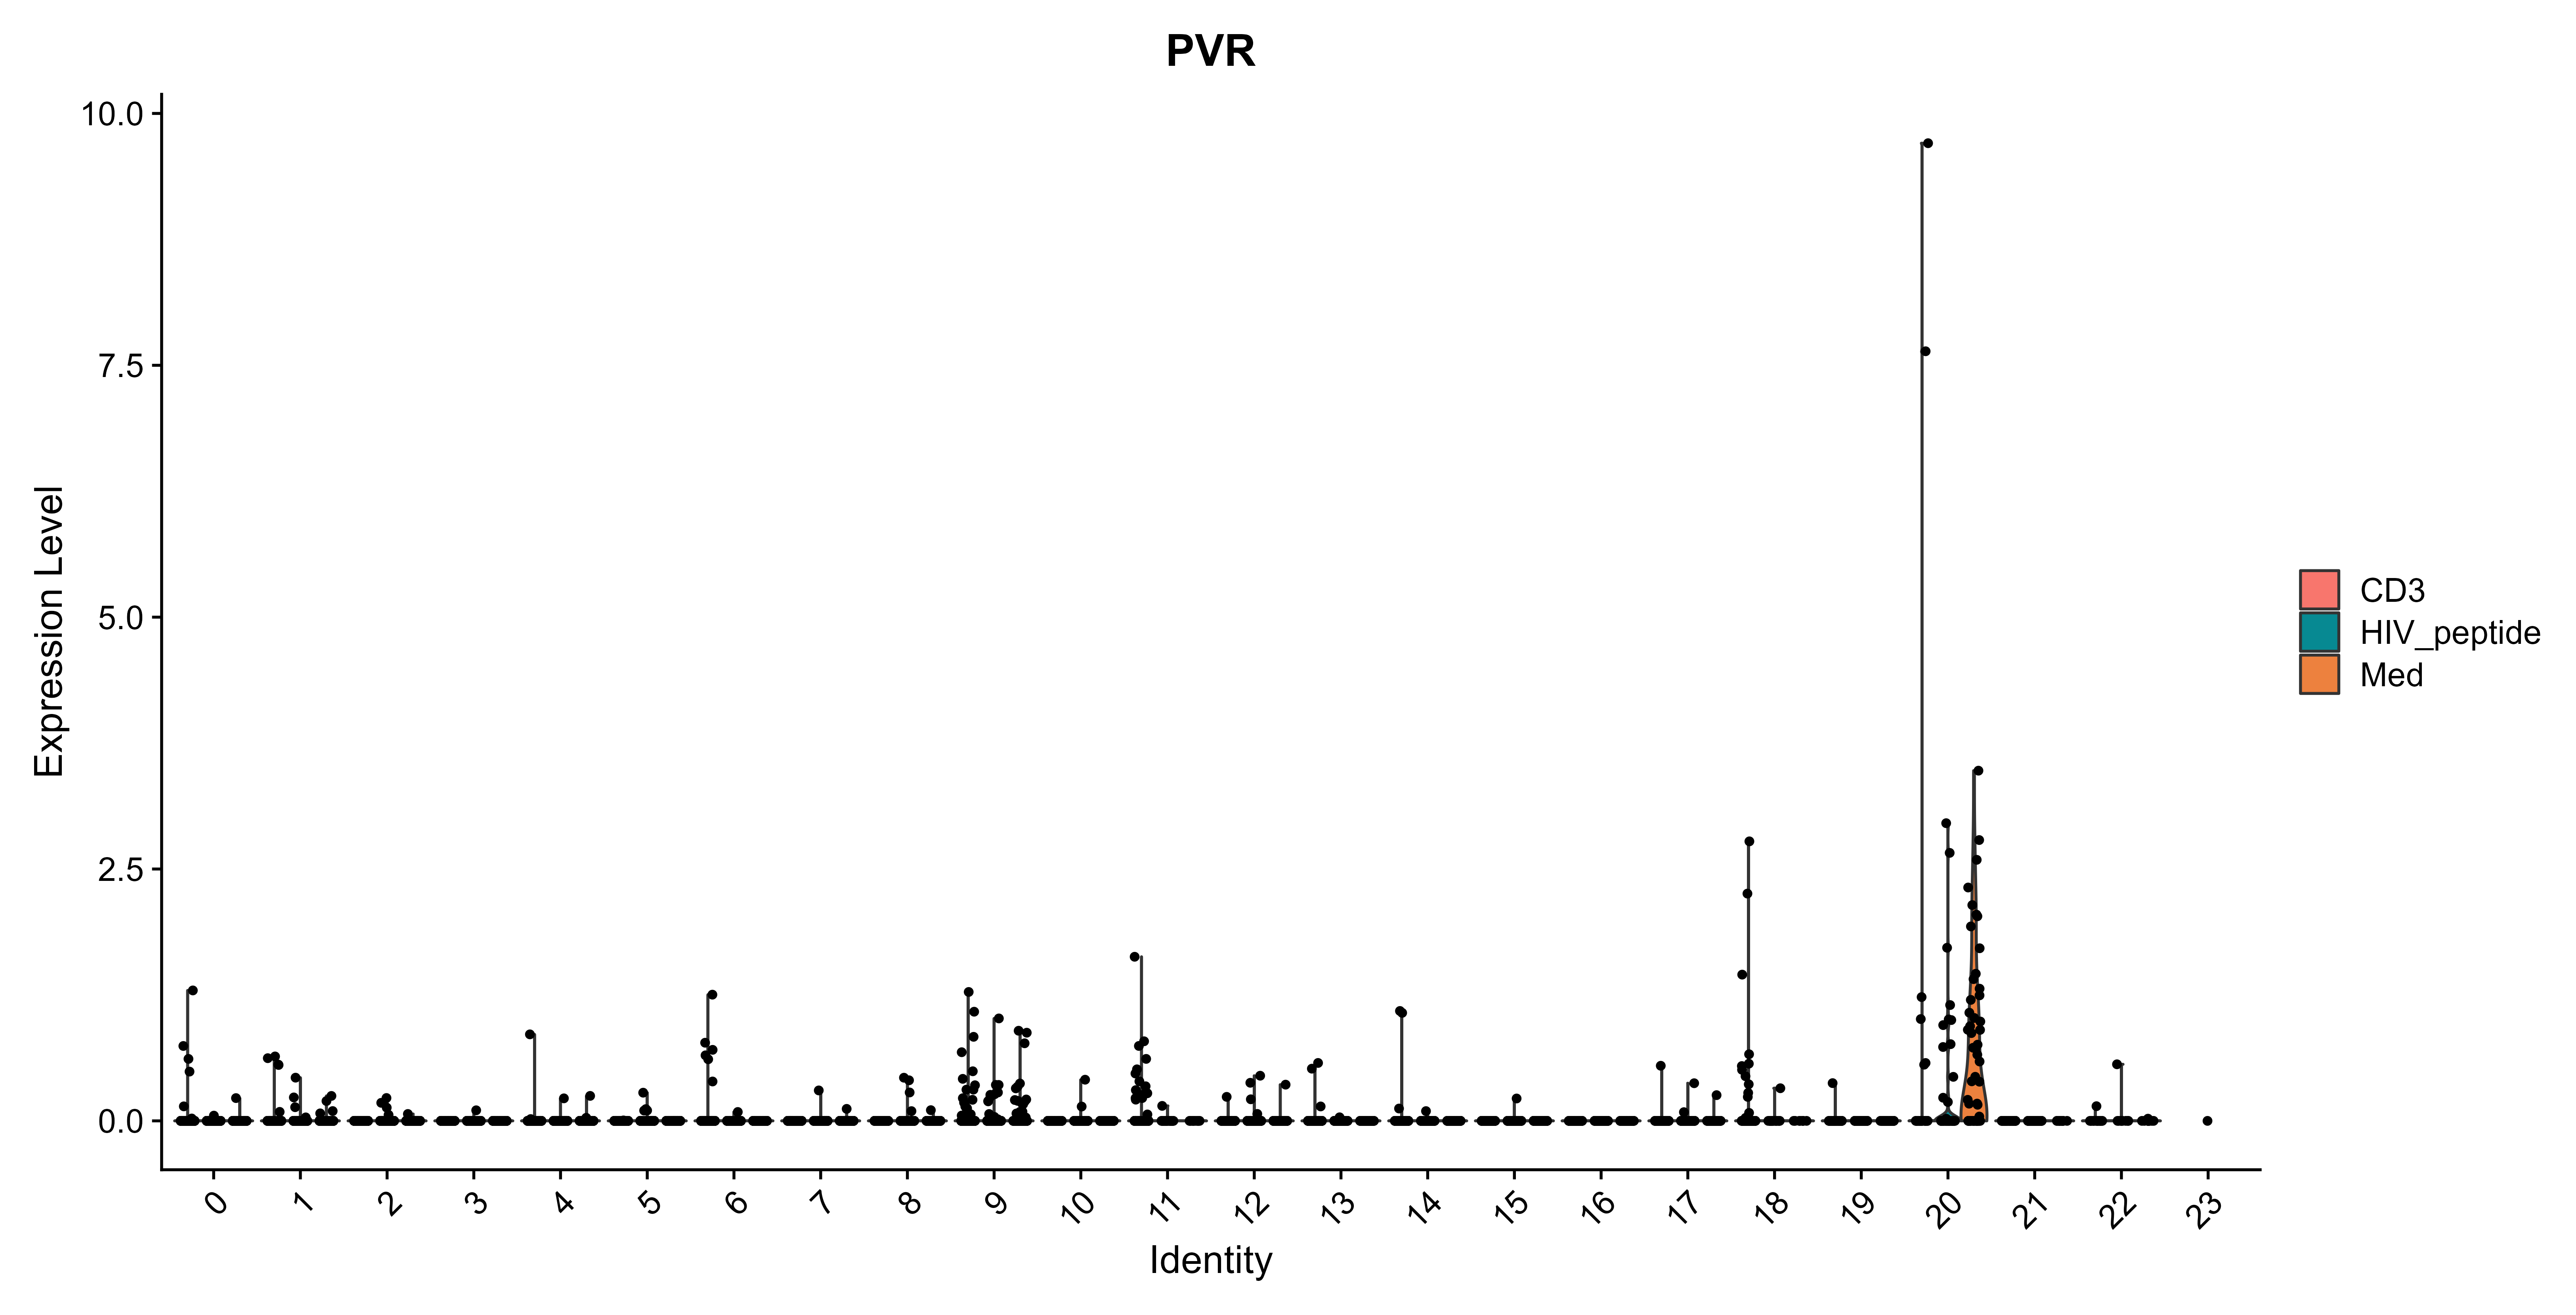 PVR
10.0
7.5
5.0
2.5
0.0
Expression Level
0 1 2 3 4 5 6 7 8 9 10 11 12 13 14 15 16 17 18 19 20 21 22 23
Identity
CD3
HIV_peptide
Med